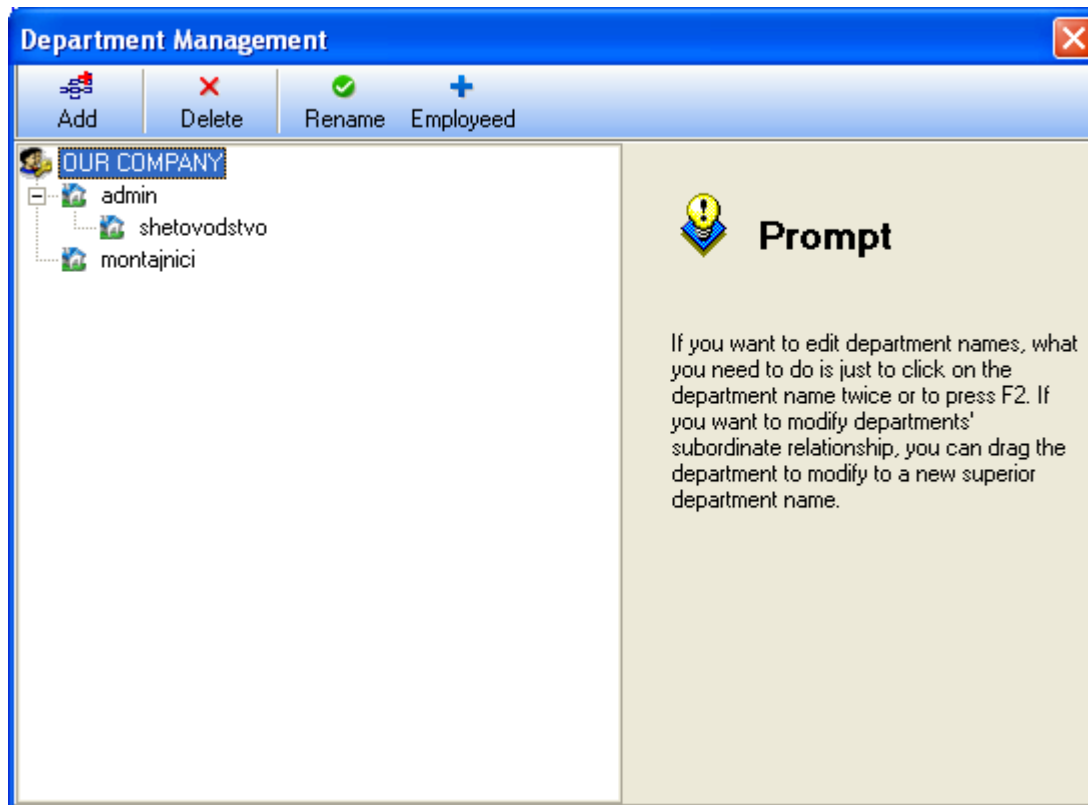 Department Management
Add Delete Rename Employeed
OUR COMPANY
admin
shetovodstvo
montajnici
Prompt
If you want to edit department names, what
you need to do is just to click on the
department name twice or to press F2. If
you want to modify departments'
subordinate relationship, you can drag the
department to modify to a new superior
department name.